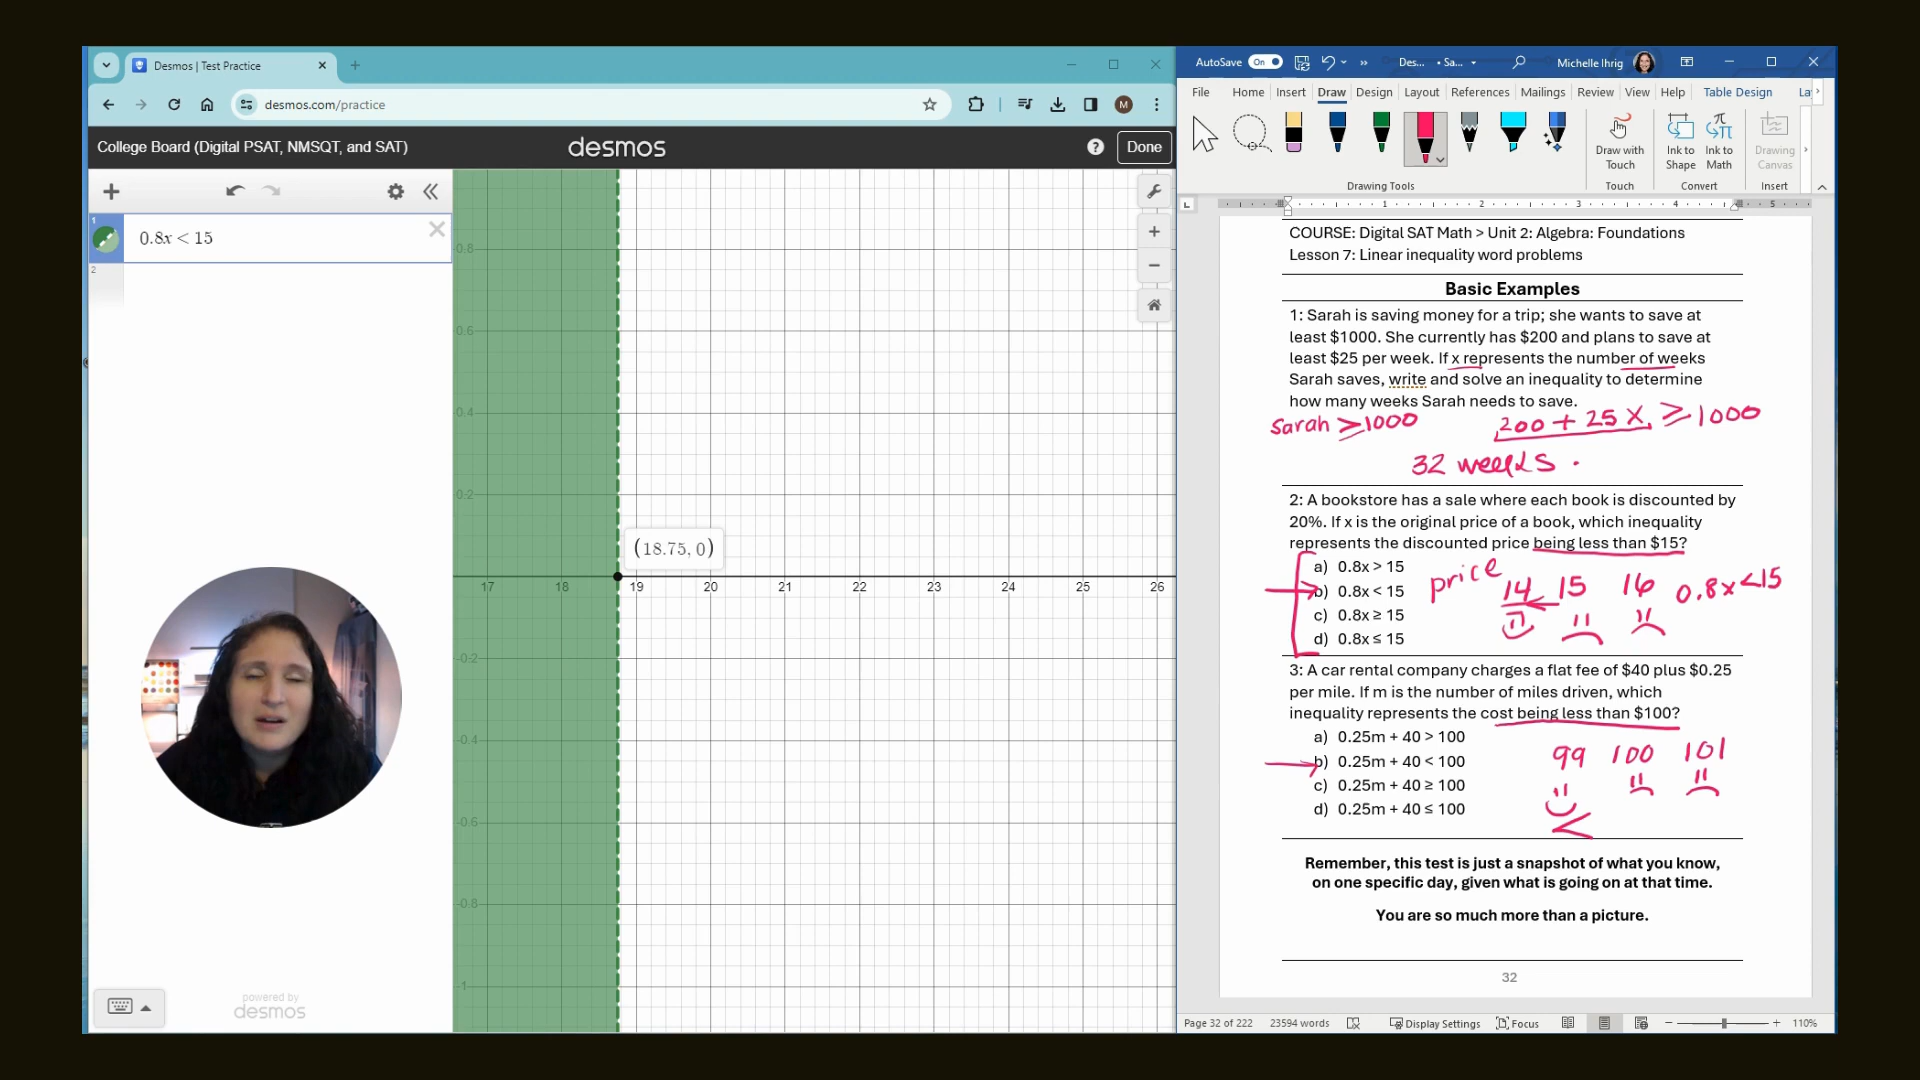 Desmos | Test Practice
desmos.com/practice
M
College Board (Digital PSAT, NMSQT, and SAT)
desmos
Done
1
0.8x < 15
2
0.8
0.6
0.4
0.2
-0.2
-0.4
-0.6
-0.8
-1
(18.75, 0)
17 18 19 20 21 22 23 24 25 26
powered by
desmos
AutoSave On Des... • Sa... Michelle Ihrig
File Home Insert Draw Design Layout References Mailings Review View Help Table Design La
Draw with Touch
Ink to Shape
Ink to Math
Drawing Canvas
Drawing Tools Touch Convert Insert
1 2 3 4 5
COURSE: Digital SAT Math > Unit 2: Algebra: Foundations
Lesson 7: Linear inequality word problems
Basic Examples
1: Sarah is saving money for a trip; she wants to save at
least $1000. She currently has $200 and plans to save at
least $25 per week. If x represents the number of weeks
Sarah saves, write and solve an inequality to determine
how many weeks Sarah needs to save.
Sarah ≥1000 200 + 25 X ≥ 1000
32 weeks.
2: A bookstore has a sale where each book is discounted by
20%. If x is the original price of a book, which inequality
represents the discounted price being less than $15?
a) 0.8x > 15
b) 0.8x < 15
c) 0.8x ≥ 15
d) 0.8x ≤ 15
price 14 15 16 0.8x<15
3: A car rental company charges a flat fee of $40 plus $0.25
per mile. If m is the number of miles driven, which
inequality represents the cost being less than $100?
a) 0.25m + 40 > 100
b) 0.25m + 40 < 100
c) 0.25m + 40 ≥ 100
d) 0.25m + 40 ≤ 100
99 100 101
<
Remember, this test is just a snapshot of what you know,
on one specific day, given what is going on at that time.
You are so much more than a picture.
32
Page 32 of 222 23594 words Display Settings Focus 110%